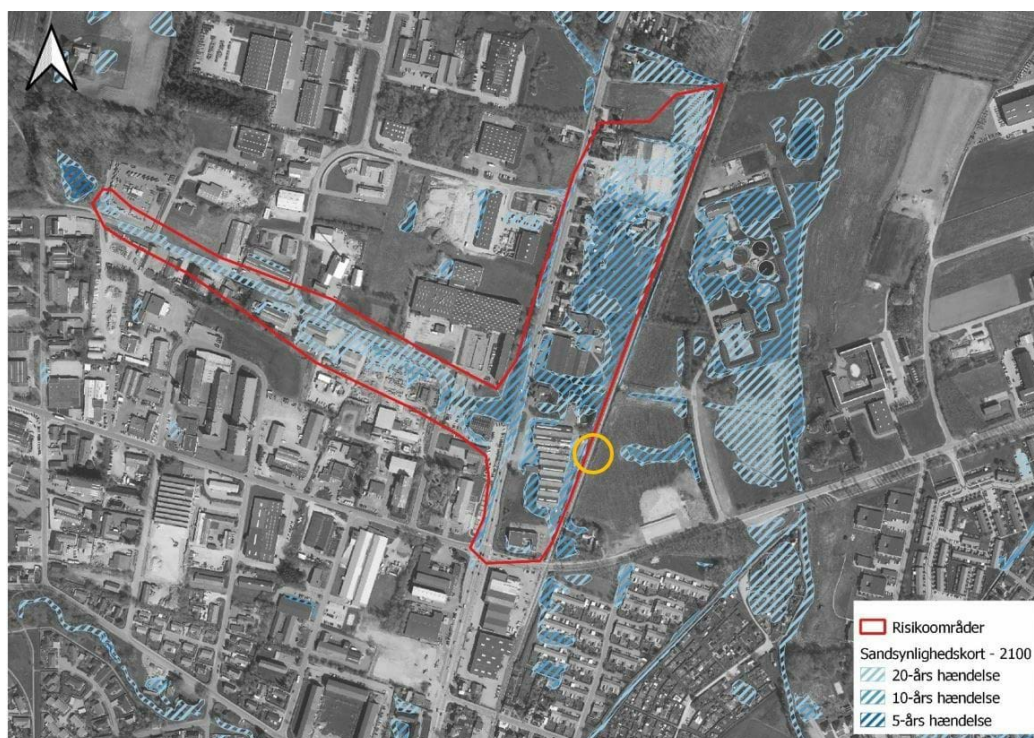 Risikoområder
Sandsynlighedskort - 2100
20-års hændelse
10-års hændelse
5-års hændelse